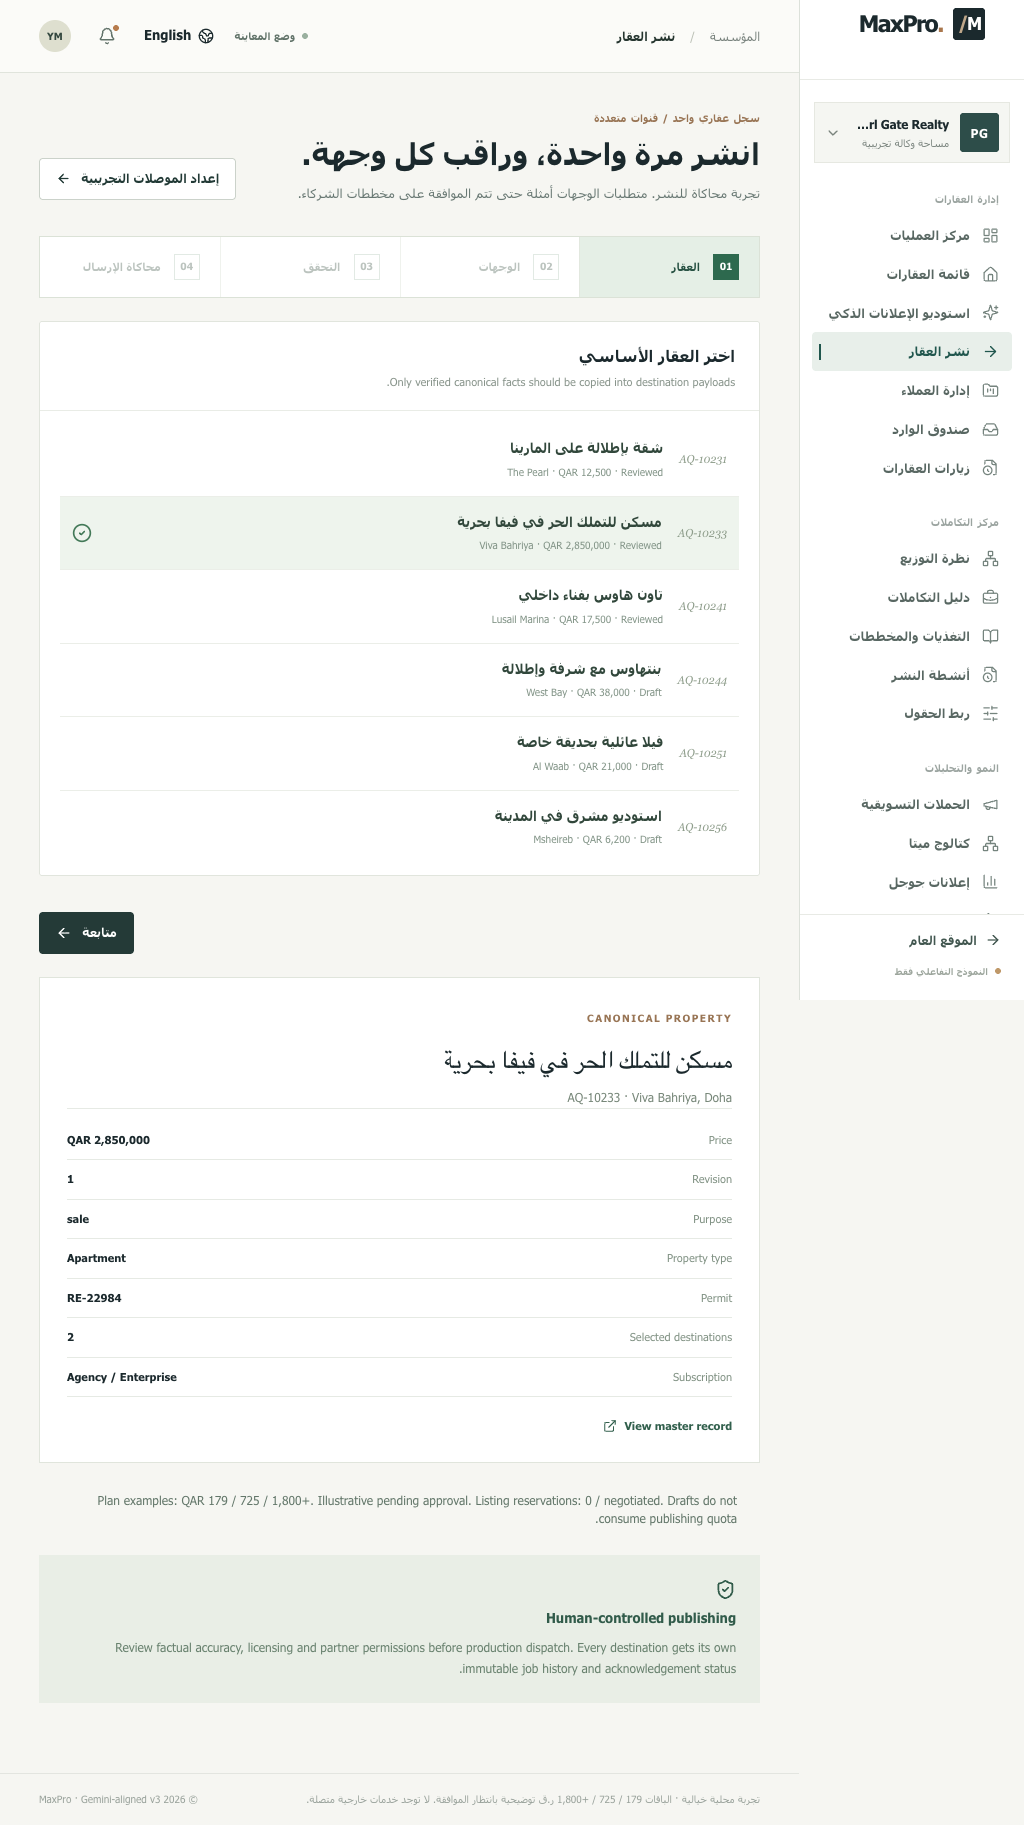 MaxPro. /M
PG
...rl Gate Realty
مساحة وكالة تجريبية
إدارة العقارات
مركز العمليات
قائمة العقارات
استوديو الإعلانات الذكي
نشر العقار
إدارة العملاء
صندوق الوارد
زيارات العقارات
مركز التكاملات
نظرة التوزيع
دليل التكاملات
التغذيات والمخططات
أنشطة النشر
ربط الحقول
النمو والتحليلات
الحملات التسويقية
كتالوج ميتا
إعلانات جوجل
الموقع العام
النموذج التفاعلي فقط
المؤسسة / نشر العقار
وضع المعاينة
English
YM
سجل عقاري واحد / قنوات متعددة
انشر مرة واحدة، وراقب كل وجهة.
تجربة محاكاة للنشر. متطلبات الوجهات أمثلة حتى تتم الموافقة على مخططات الشركاء.
إعداد الموصلات التجريبية
01 العقار
02 الوجهات
03 التحقق
04 محاكاة الإرسال
اختر العقار الأساسي
.Only verified canonical facts should be copied into destination payloads
AQ-10231
شقة بإطلالة على المارينا
The Pearl · QAR 12,500 · Reviewed
AQ-10233
مسكن للتملك الحر في فيفا بحرية
Viva Bahriya · QAR 2,850,000 · Reviewed
AQ-10241
تاون هاوس بفناء داخلي
Lusail Marina · QAR 17,500 · Reviewed
AQ-10244
بنتهاوس مع شرفة وإطلالة
West Bay · QAR 38,000 · Draft
AQ-10251
فيلا عائلية بحديقة خاصة
Al Waab · QAR 21,000 · Draft
AQ-10256
استوديو مشرق في المدينة
Msheireb · QAR 6,200 · Draft
متابعة
CANONICAL PROPERTY
مسكن للتملك الحر في فيفا بحرية
AQ-10233 · Viva Bahriya, Doha
Price QAR 2,850,000
Revision 1
Purpose sale
Property type Apartment
Permit RE-22984
Selected destinations 2
Subscription Agency / Enterprise
View master record
Plan examples: QAR 179 / 725 / 1,800+. Illustrative pending approval. Listing reservations: 0 / negotiated. Drafts do not
.consume publishing quota
Human-controlled publishing
Review factual accuracy, licensing and partner permissions before production dispatch. Every destination gets its own
.immutable job history and acknowledgement status
تجربة محلية خيالية · الباقات 179 / 725 / 1,800+ ر.ق توضيحية بانتظار الموافقة. لا توجد خدمات خارجية متصلة.
MaxPro · Gemini-aligned v3 2026 ©